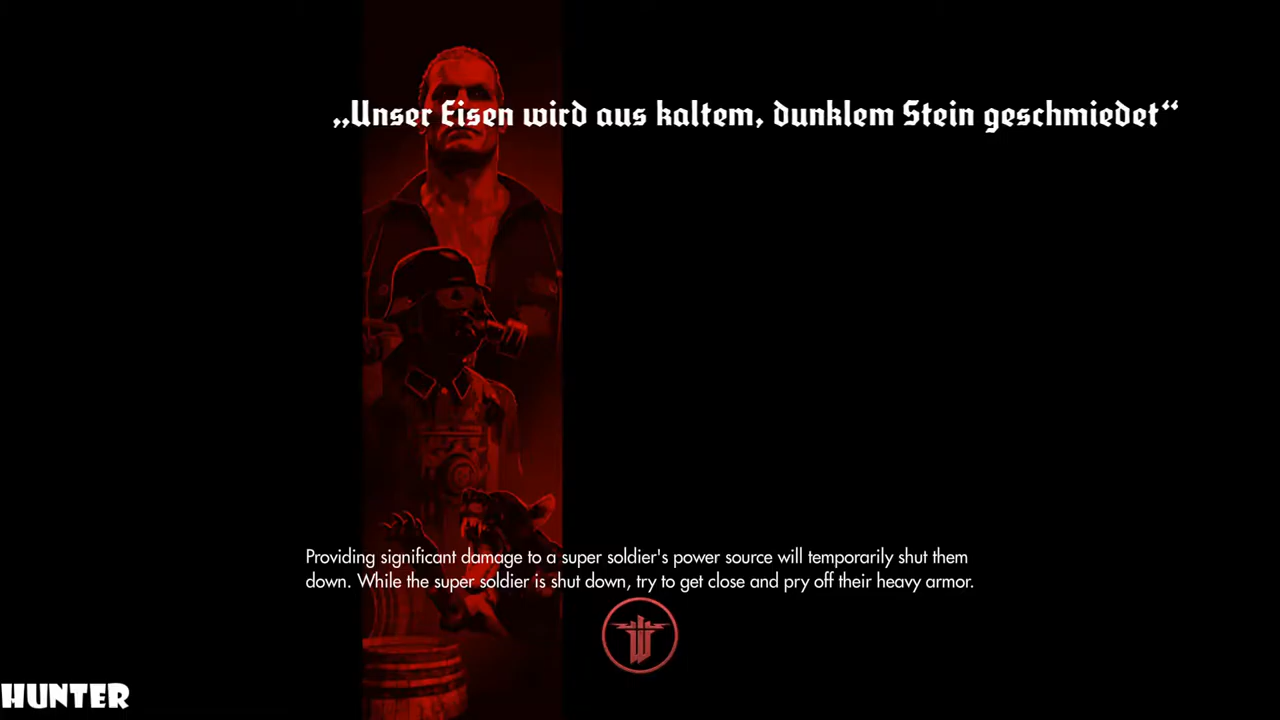 „Unser Eisen wird aus kaltem, dunklem Stein geschmiedet“
Providing significant damage to a super soldier's power source will temporarily shut them
down. While the super soldier is shut down, try to get close and pry off their heavy armor.
HUNTER